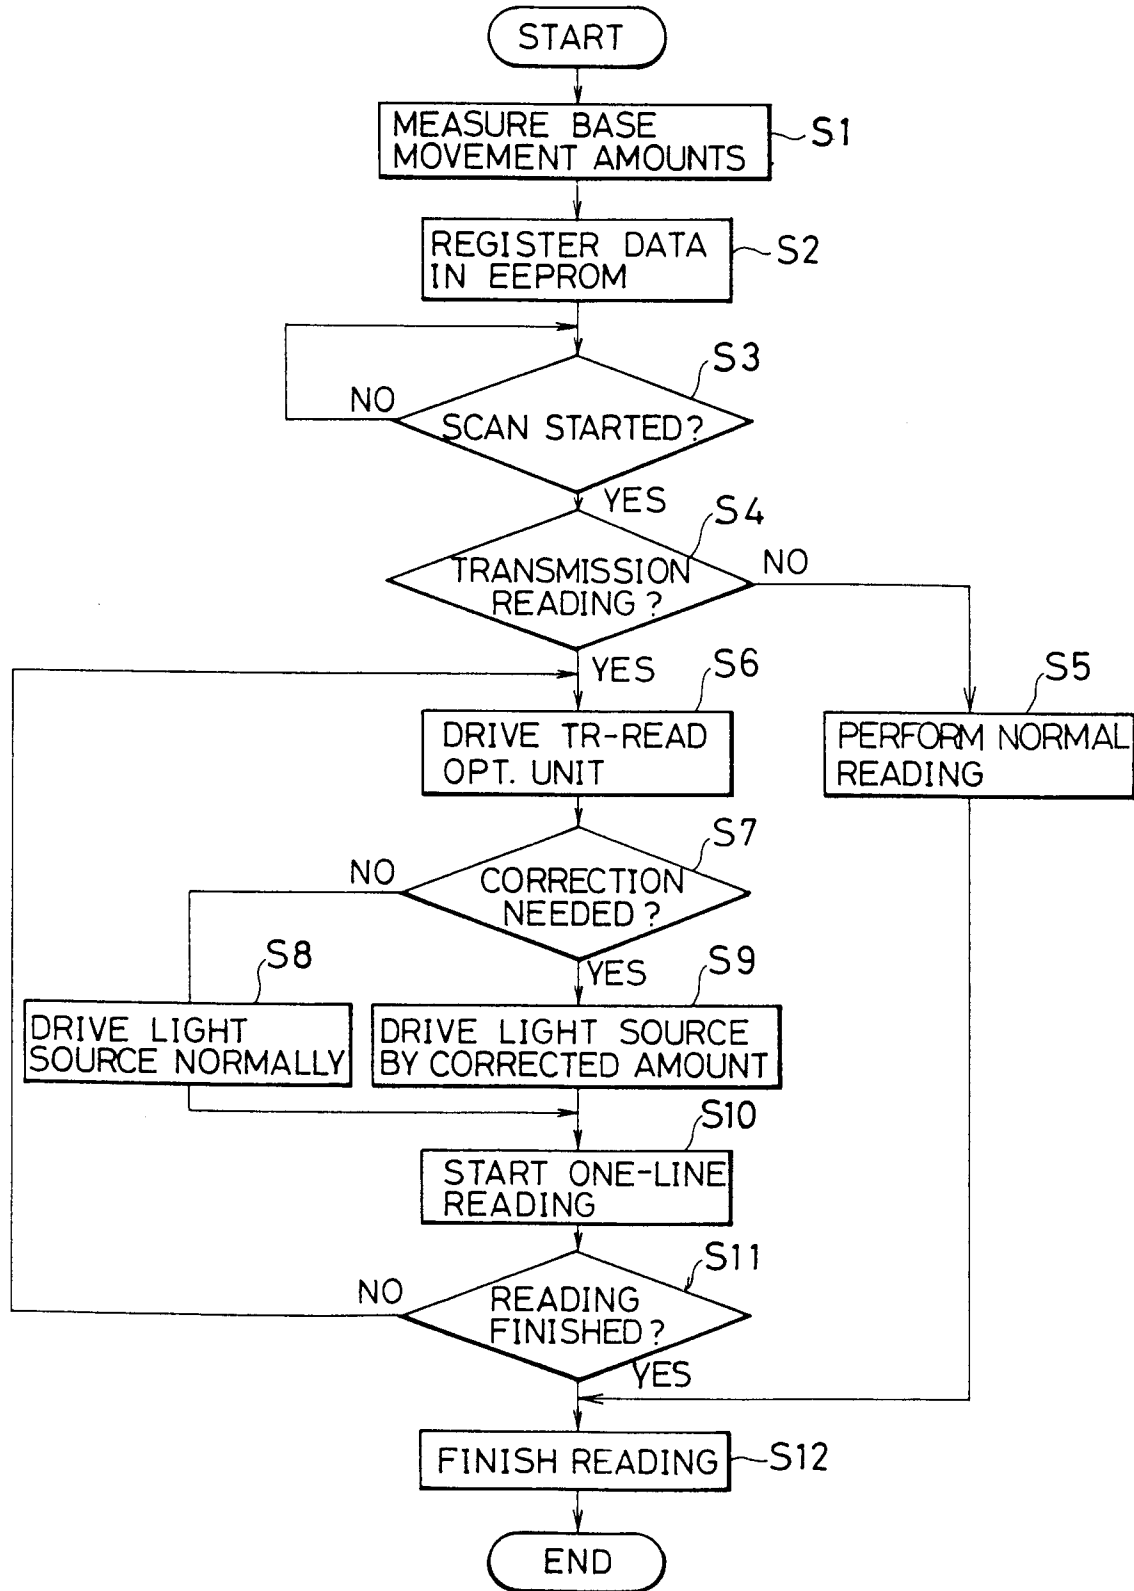 START
MEASURE BASE
MOVEMENT AMOUNTS
S1
REGISTER DATA
IN EEPROM
S2
S3
NO
SCAN STARTED?
YES
S4
TRANSMISSION
READING?
NO
YES
S6
S5
DRIVE TR-READ
OPT. UNIT
PERFORM NORMAL
READING
S7
NO
CORRECTION
NEEDED?
YES
S8
S9
DRIVE LIGHT
SOURCE NORMALLY
DRIVE LIGHT SOURCE
BY CORRECTED AMOUNT
S10
START ONE-LINE
READING
S11
NO
READING
FINISHED?
YES
FINISH READING
S12
END